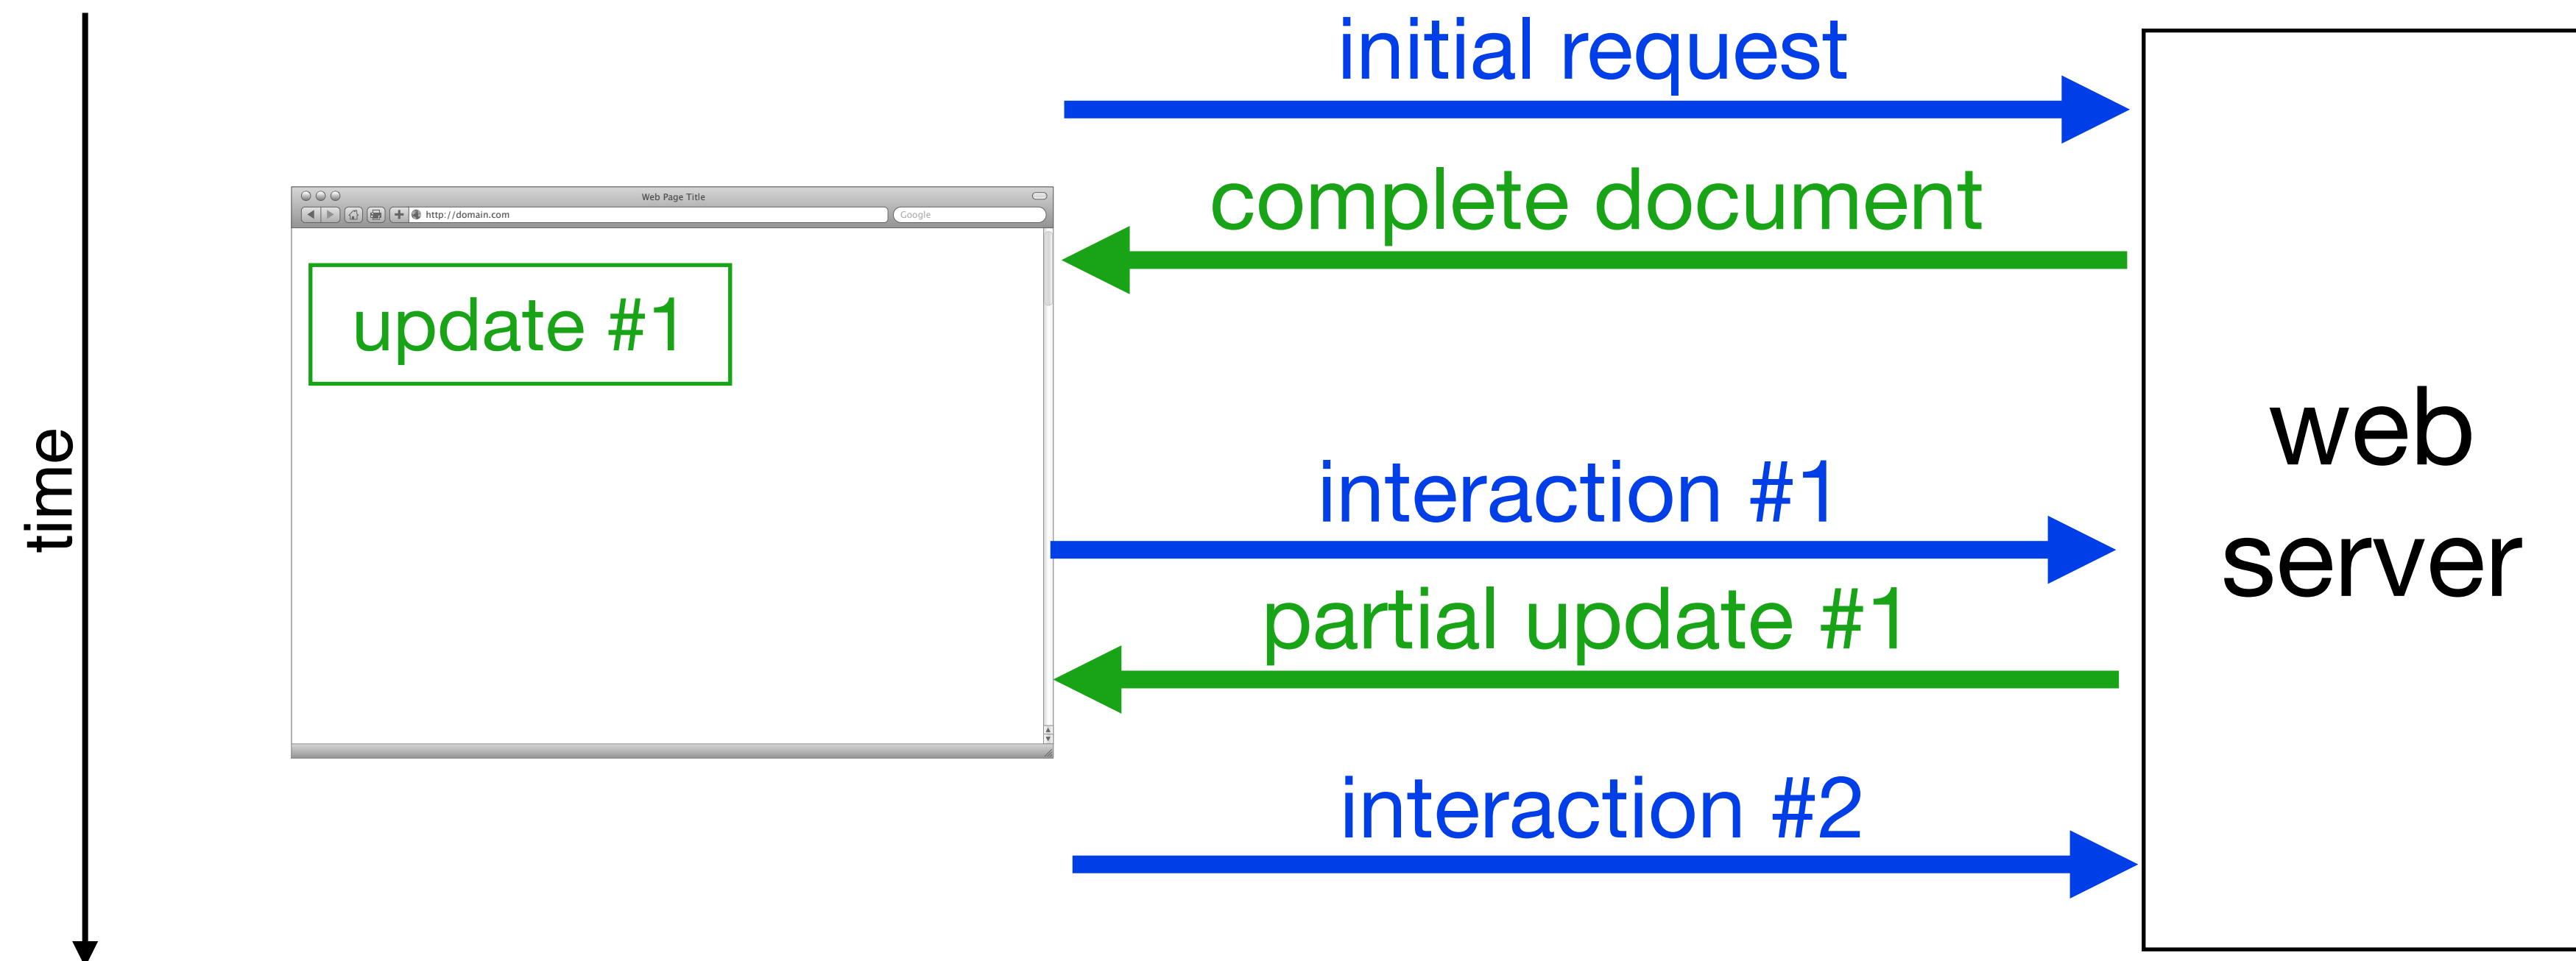 initial request
complete document
Web Page Title
http://domain.com
Google
update #1
time
interaction #1
partial update #1
interaction #2
web
server